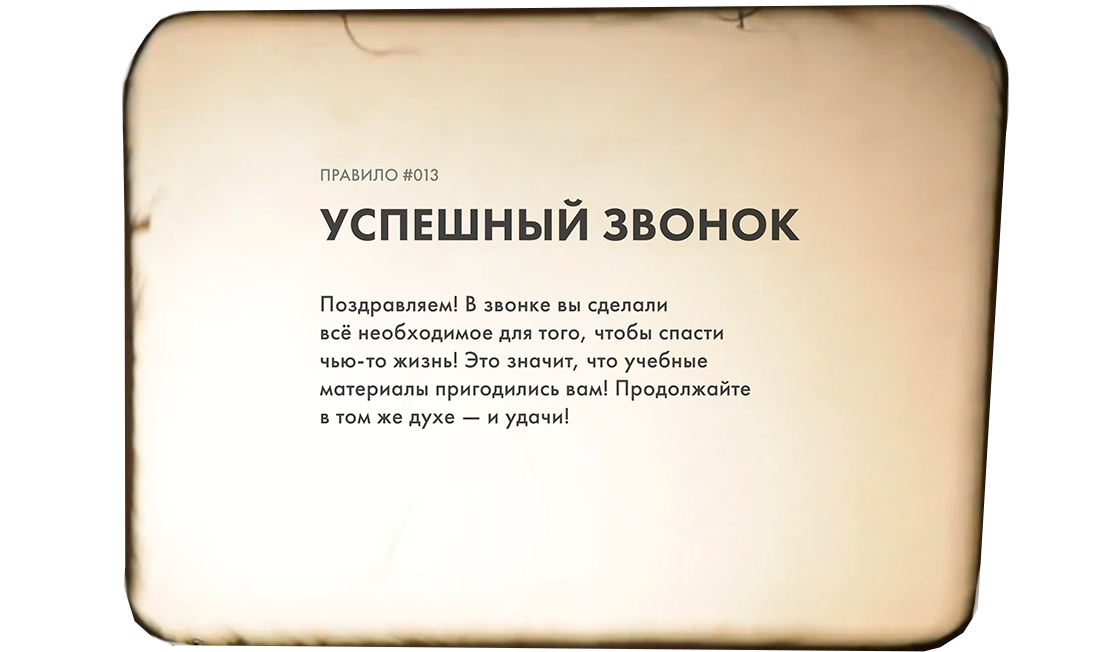 ПРАВИЛО #013
УСПЕШНЫЙ ЗВОНОК
Поздравляем! В звонке вы сделали
всё необходимое для того, чтобы спасти
чью-то жизнь! Это значит, что учебные
материалы пригодились вам! Продолжайте
в том же духе — и удачи!